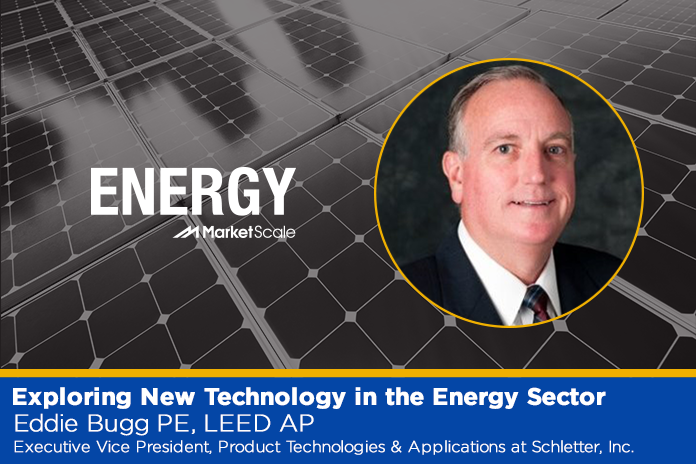 ENERGY
MarketScale
Exploring New Technology in the Energy Sector
Eddie Bugg PE, LEED AP
Executive Vice President, Product Technologies & Applications at Schletter, Inc.